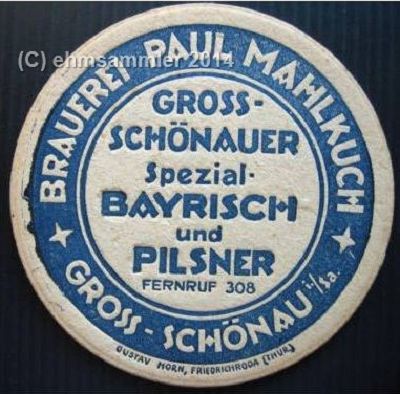 (C) ehmsammler 2014
BRAUEREI PAUL MAHLKUCH
GROSS-
SCHÖNAUER
Spezial-
BAYRISCH
und
PILSNER
FERNRUF 308
GROSS-SCHÖNAU i/Sa.
GUSTAV HORN, FRIEDRICHRODA (THÜR.)